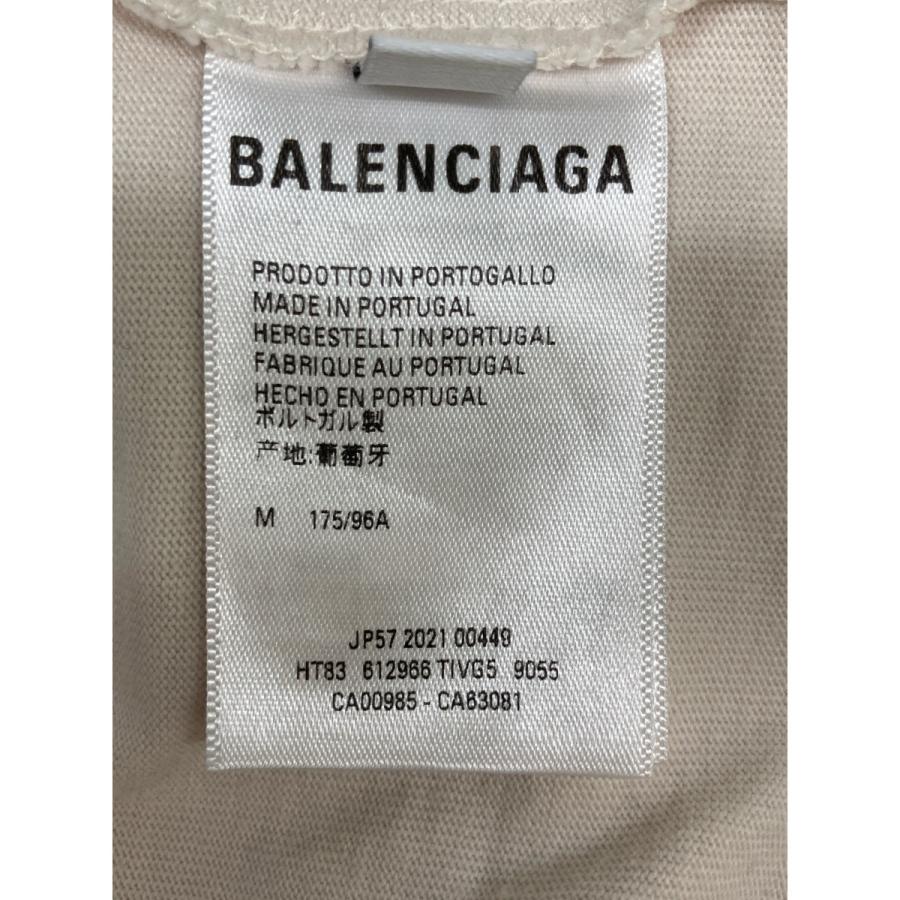 BALENCIAGA
PRODOTTO IN PORTOGALLO
MADE IN PORTUGAL
HERGESTELLT IN PORTUGAL
FABRIQUE AU PORTUGAL
HECHO EN PORTUGAL
ポルトガル製
产地:葡萄牙
M 175/96A
JP57 2021 00449
HT83 612966 TIVG5 9055
CA00985 - CA63081